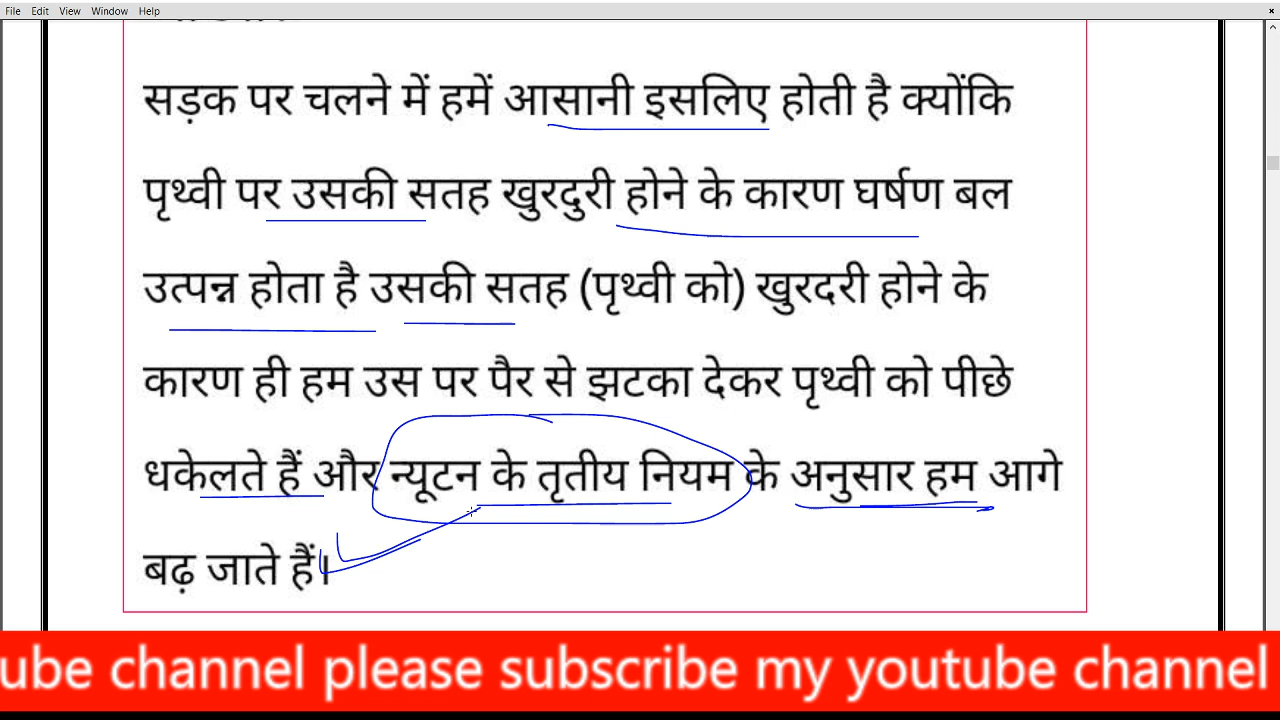 File Edit View Window Help
सड़क पर चलने में हमें आसानी इसलिए होती है क्योंकि
पृथ्वी पर उसकी सतह खुरदुरी होने के कारण घर्षण बल
उत्पन्न होता है उसकी सतह (पृथ्वी को) खुरदरी होने के
कारण ही हम उस पर पैर से झटका देकर पृथ्वी को पीछे
धकेलते हैं और न्यूटन के तृतीय नियम के अनुसार हम आगे
बढ़ जाते हैं।
ube channel please subscribe my youtube channel